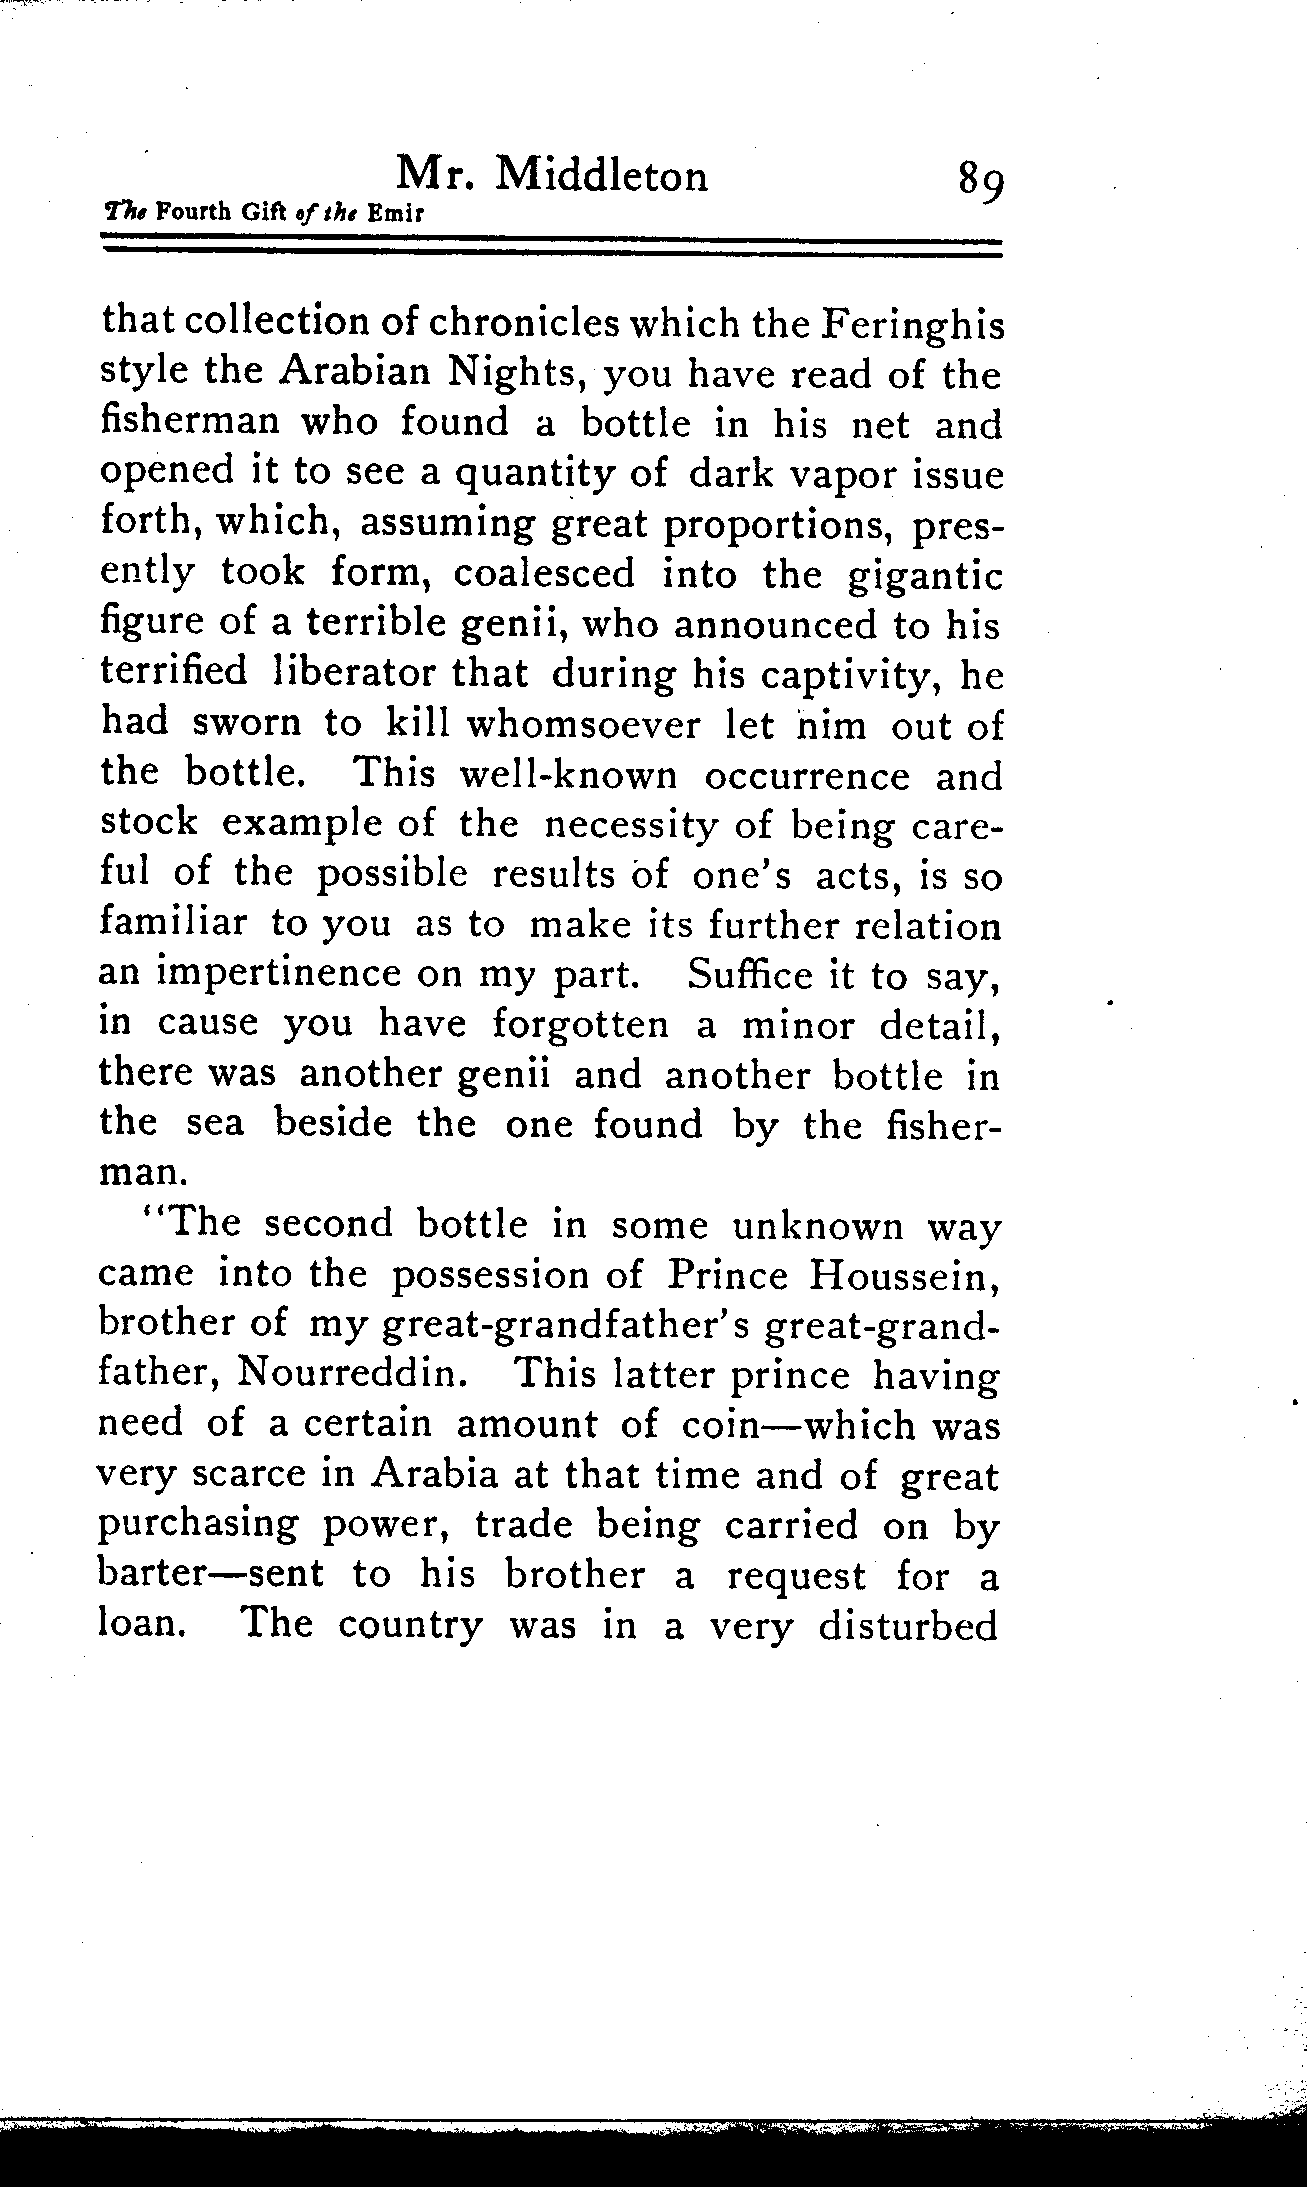 Mr. Middleton 89
The Fourth Gift of the Emir
that collection of chronicles which the Feringhis
style the Arabian Nights, you have read of the
fisherman who found a bottle in his net and
opened it to see a quantity of dark vapor issue
forth, which, assuming great proportions, pres-
ently took form, coalesced into the gigantic
figure of a terrible genii, who announced to his
terrified liberator that during his captivity, he
had sworn to kill whomsoever let him out of
the bottle. This well-known occurrence and
stock example of the necessity of being care-
ful of the possible results of one's acts, is so
familiar to you as to make its further relation
an impertinence on my part. Suffice it to say,
in cause you have forgotten a minor detail,
there was another genii and another bottle in
the sea beside the one found by the fisher-
man.
"The second bottle in some unknown way
came into the possession of Prince Houssein,
brother of my great-grandfather's great-grand-
father, Nourreddin. This latter prince having
need of a certain amount of coin—which was
very scarce in Arabia at that time and of great
purchasing power, trade being carried on by
barter—sent to his brother a request for a
loan. The country was in a very disturbed